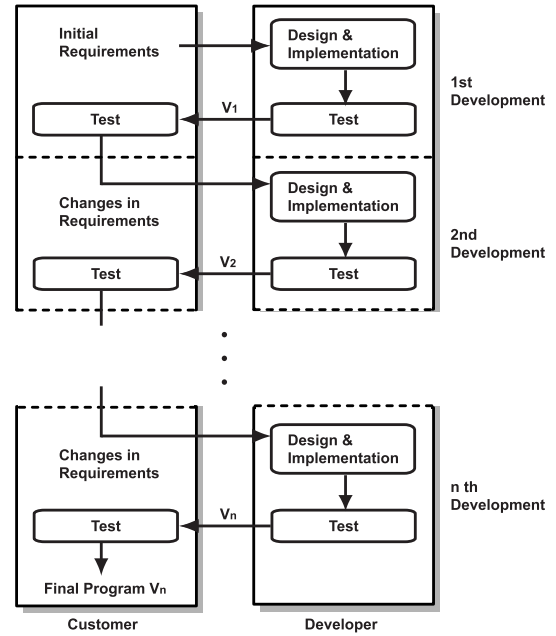 Initial
Requirements
Design &
Implementation
1st
Development
Test
V1
Test
Changes in
Requirements
Design &
Implementation
2nd
Development
Test
V2
Test
Changes in
Requirements
Design &
Implementation
n th
Development
Test
Vn
Test
Final Program Vn
Customer
Developer